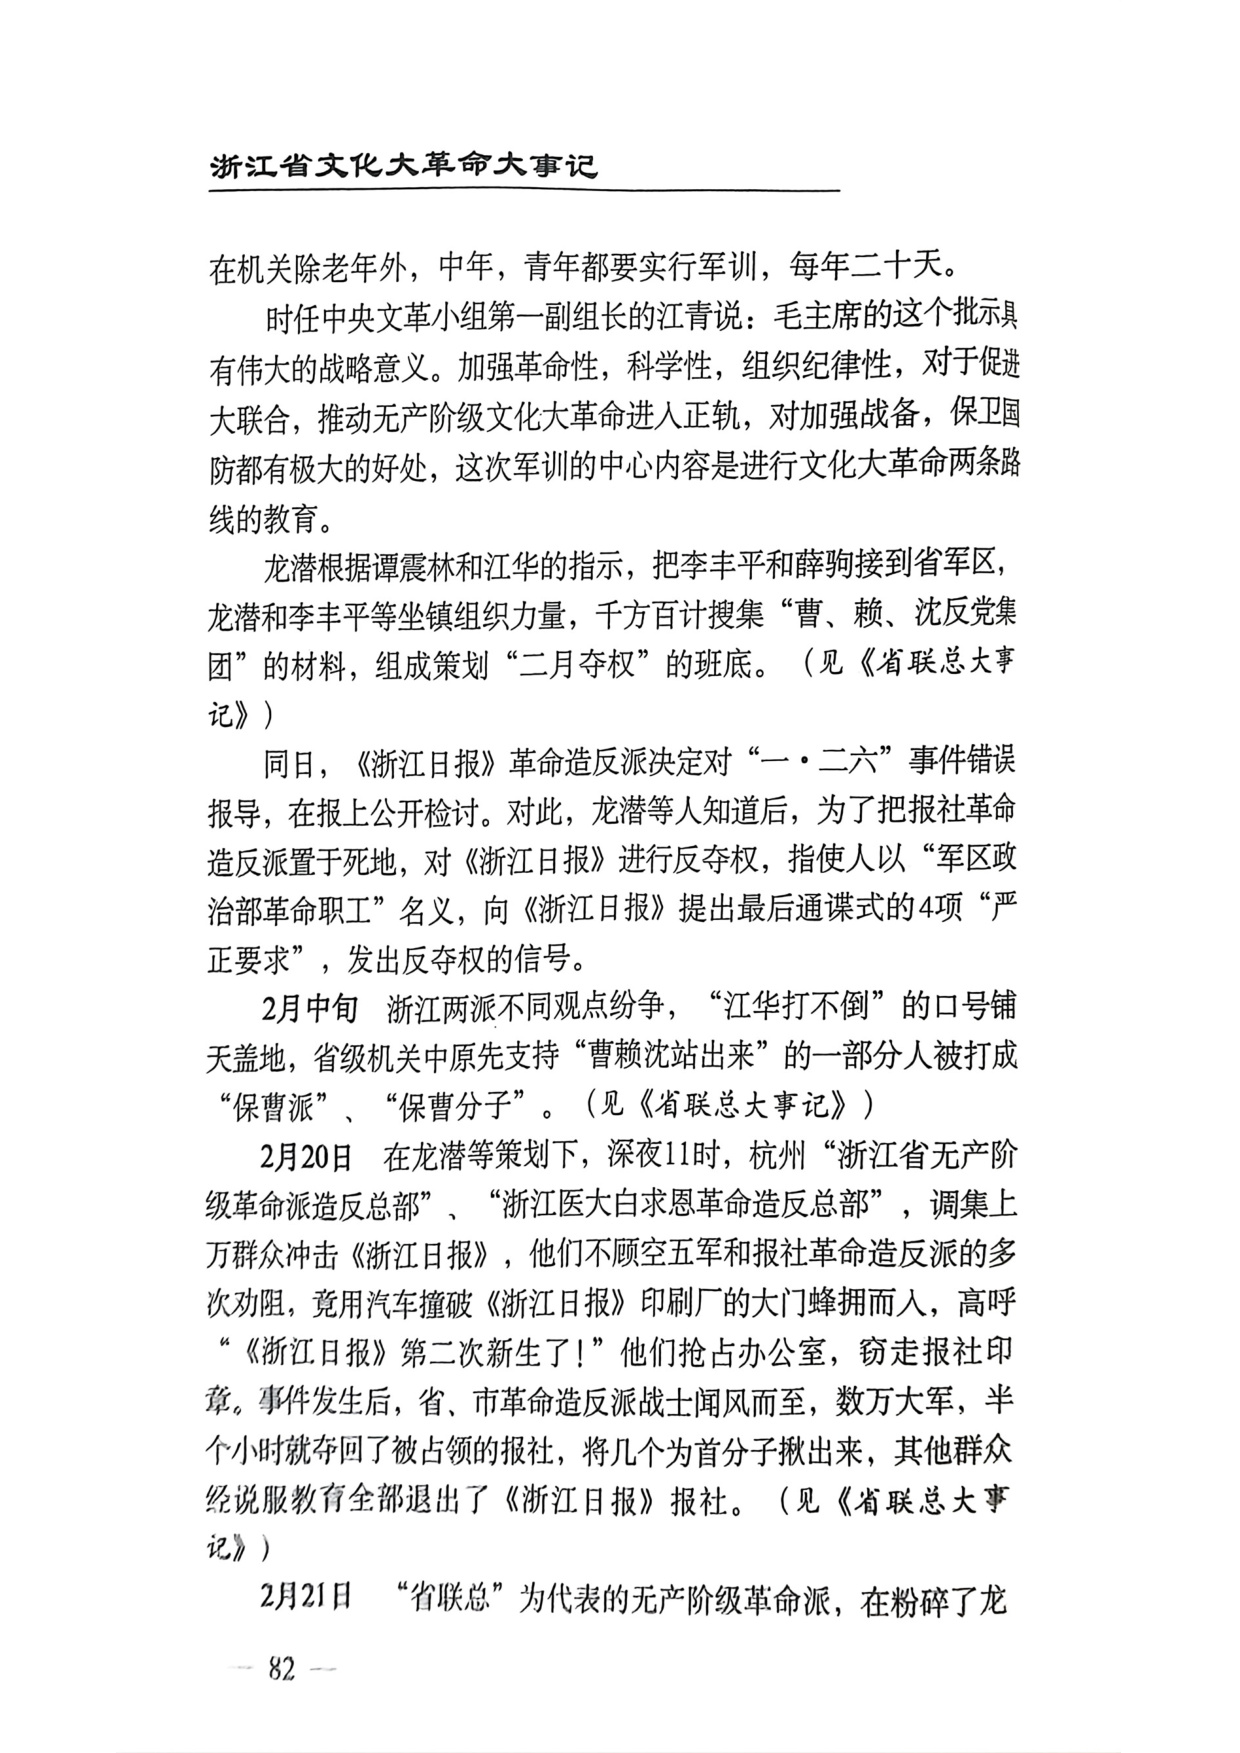 浙江省文化大革命大事记
在机关除老年外，中年，青年都要实行军训，每年二十天。
时任中央文革小组第一副组长的江青说：毛主席的这个批示具
有伟大的战略意义。加强革命性，科学性，组织纪律性，对于促进
大联合，推动无产阶级文化大革命进入正轨，对加强战备，保卫国
防都有极大的好处，这次军训的中心内容是进行文化大革命两条路
线的教育。
龙潜根据谭震林和江华的指示，把李丰平和薛驹接到省军区，
龙潜和李丰平等坐镇组织力量，千方百计搜集“曹、赖、沈反党集
团”的材料，组成策划“二月夺权”的班底。（见《省联总大事
记》）
同日，《浙江日报》革命造反派决定对“一·二六”事件错误
报导，在报上公开检讨。对此，龙潜等人知道后，为了把报社革命
造反派置于死地，对《浙江日报》进行反夺权，指使人以“军区政
治部革命职工”名义，向《浙江日报》提出最后通谍式的4项“严
正要求”，发出反夺权的信号。
2月中旬　浙江两派不同观点纷争，“江华打不倒”的口号铺
天盖地，省级机关中原先支持“曹赖沈站出来”的一部分人被打成
“保曹派”、“保曹分子”。（见《省联总大事记》）
2月20日　在龙潜等策划下，深夜11时，杭州“浙江省无产阶
级革命派造反总部”、“浙江医大白求恩革命造反总部”，调集上
万群众冲击《浙江日报》，他们不顾空五军和报社革命造反派的多
次劝阻，竟用汽车撞破《浙江日报》印刷厂的大门蜂拥而入，高呼
“《浙江日报》第二次新生了！”他们抢占办公室，窃走报社印
章。事件发生后，省、市革命造反派战士闻风而至，数万大军，半
个小时就夺回了被占领的报社，将几个为首分子揪出来，其他群众
经说服教育全部退出了《浙江日报》报社。（见《省联总大事
记》）
2月21日　“省联总”为代表的无产阶级革命派，在粉碎了龙
— 82 —